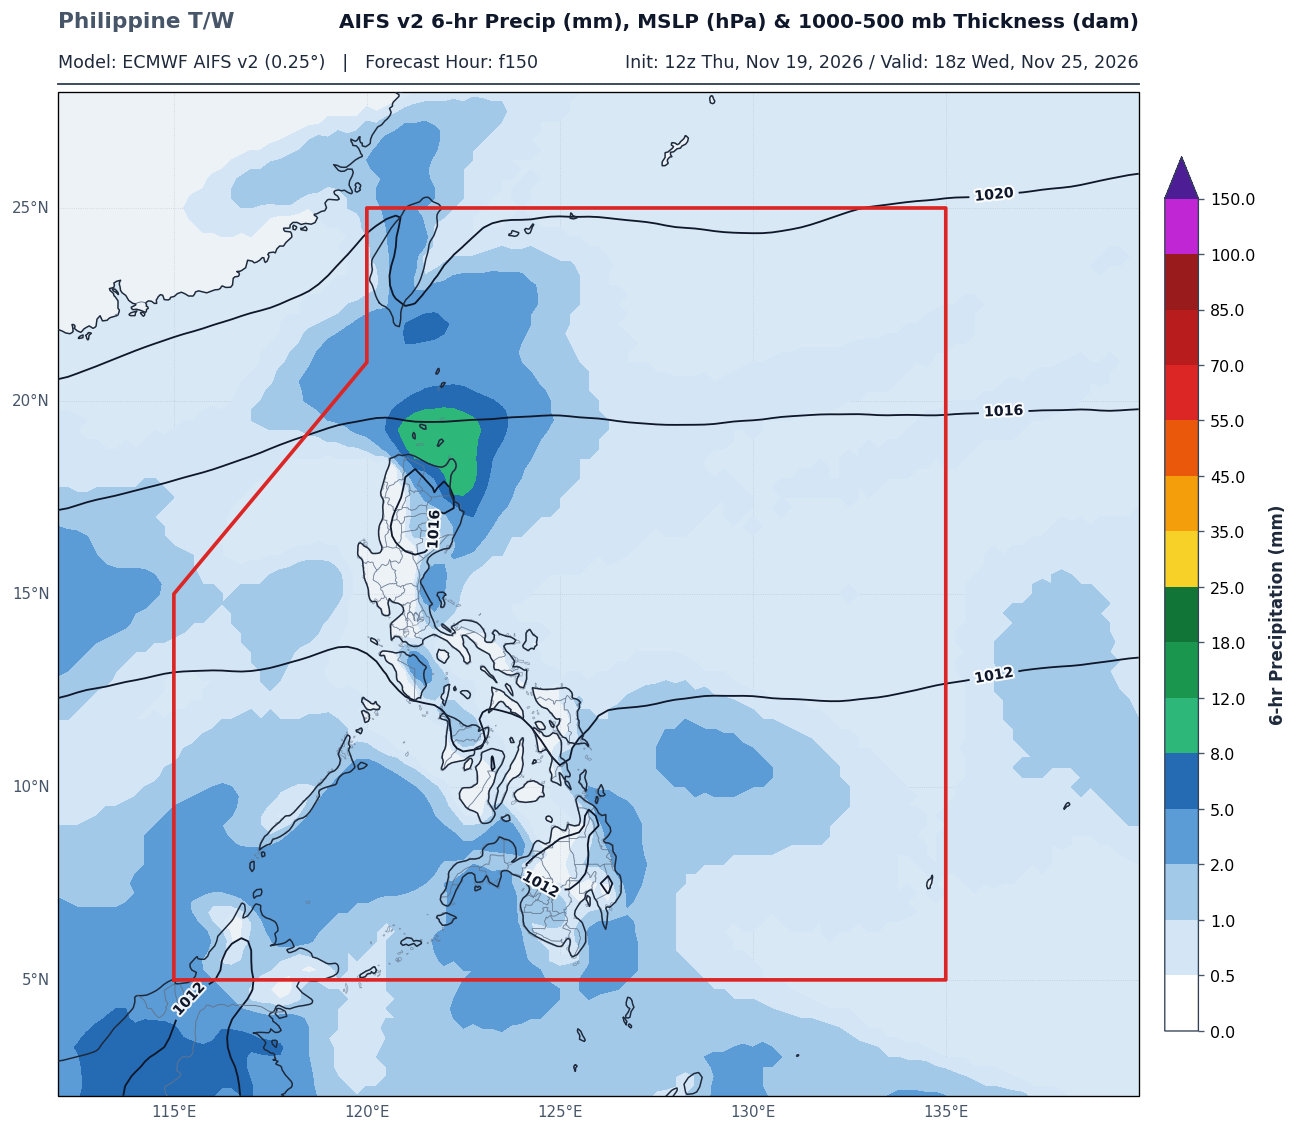 Philippine T/W
AIFS v2 6-hr Precip (mm), MSLP (hPa) & 1000-500 mb Thickness (dam)
Model: ECMWF AIFS v2 (0.25°) | Forecast Hour: f150
Init: 12z Thu, Nov 19, 2026 / Valid: 18z Wed, Nov 25, 2026
25°N
20°N
15°N
10°N
5°N
1020
1016
1016
1012
1012
1012
115°E
120°E
125°E
130°E
135°E
150.0
100.0
85.0
70.0
55.0
45.0
35.0
25.0
18.0
12.0
8.0
5.0
2.0
1.0
0.5
0.0
6-hr Precipitation (mm)